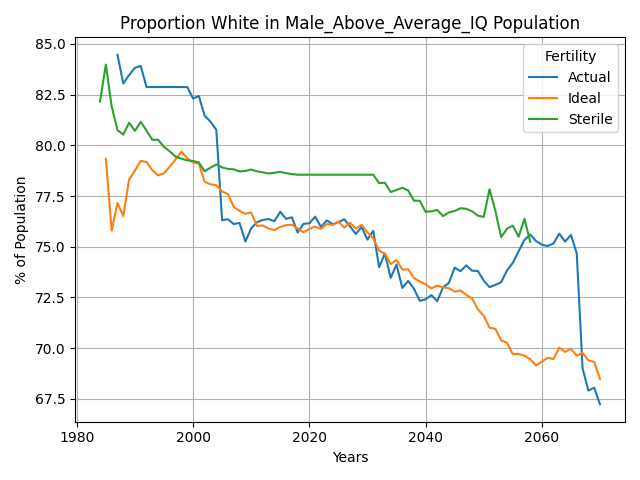 Proportion White in Male_Above_Average_IQ Population
% of Population
85.0
82.5
80.0
77.5
75.0
72.5
70.0
67.5
Fertility
Actual
Ideal
Sterile
1980
2000
2020
2040
2060
Years